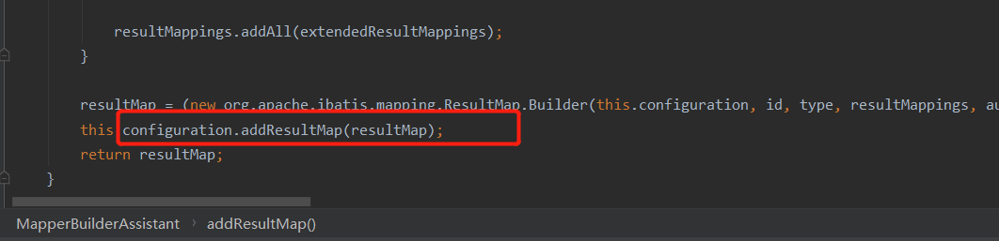 resultMappings.addAll(extendedResultMappings);
}
resultMap = (new org.apache.ibatis.mapping.ResultMap.Builder(this.configuration, id, type, resultMappings, au
this.configuration.addResultMap(resultMap);
return resultMap;
}
MapperBuilderAssistant › addResultMap()